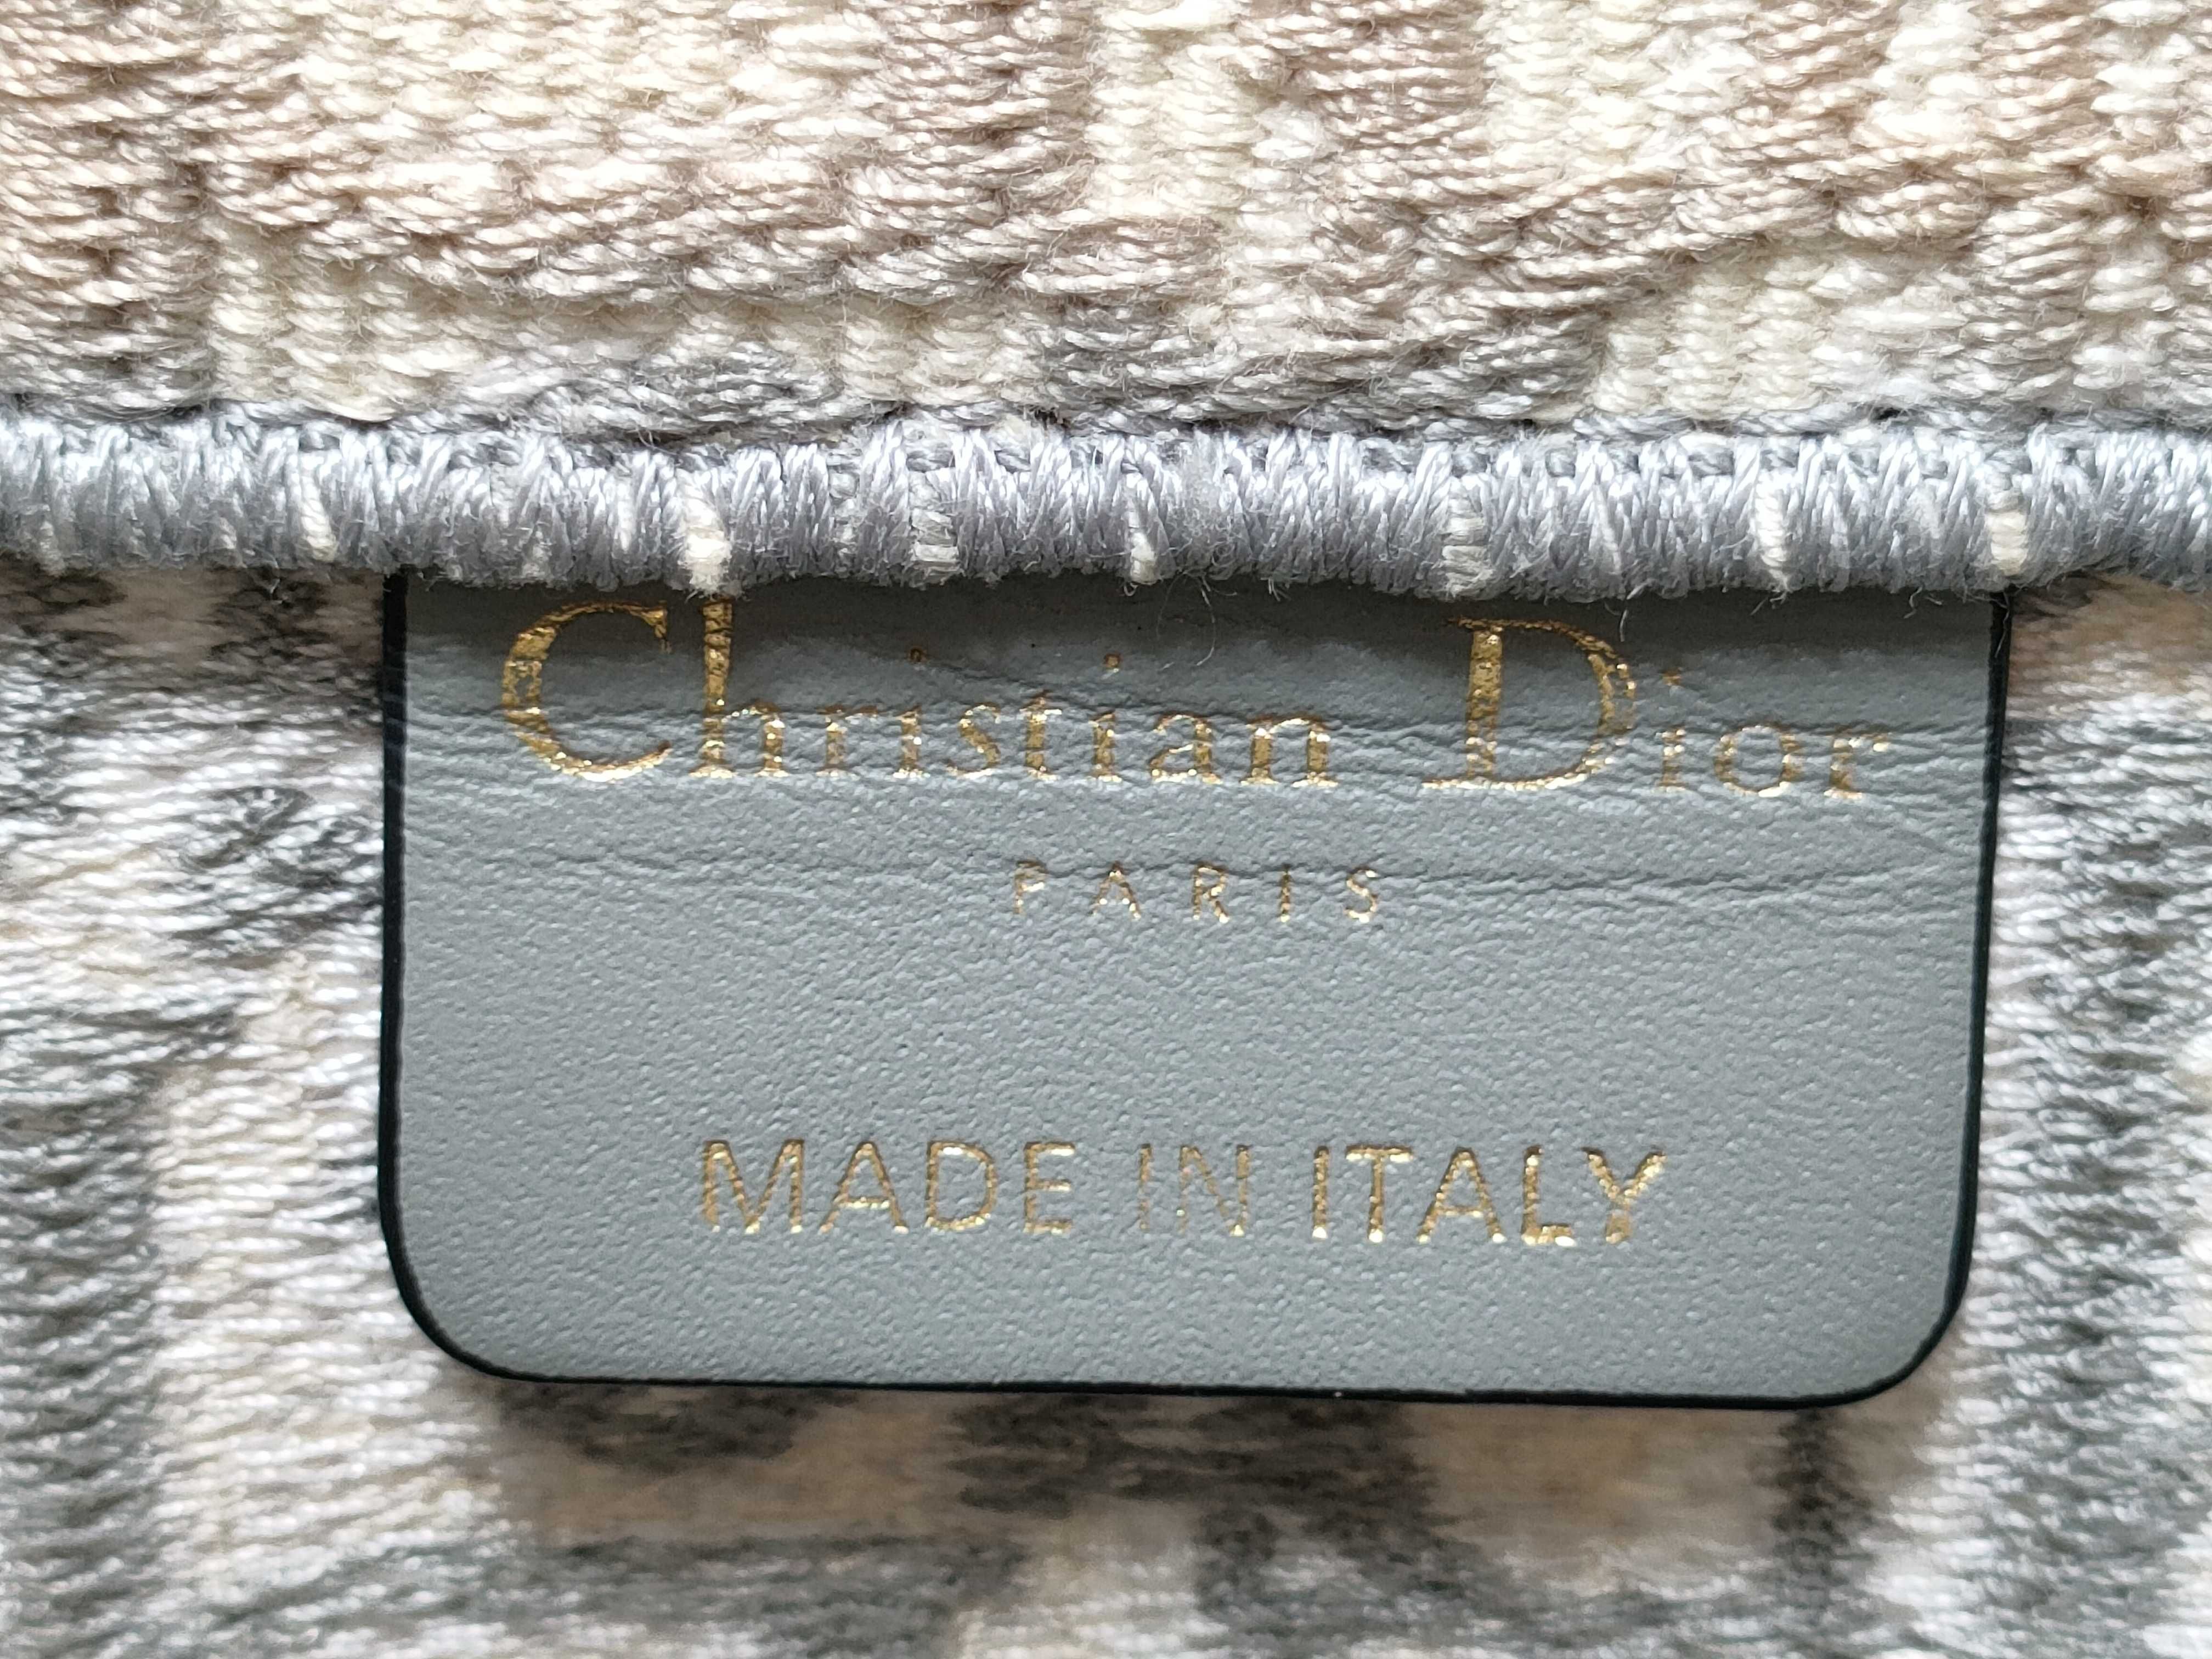 Christian Dior
PARIS
MADE IN ITALY